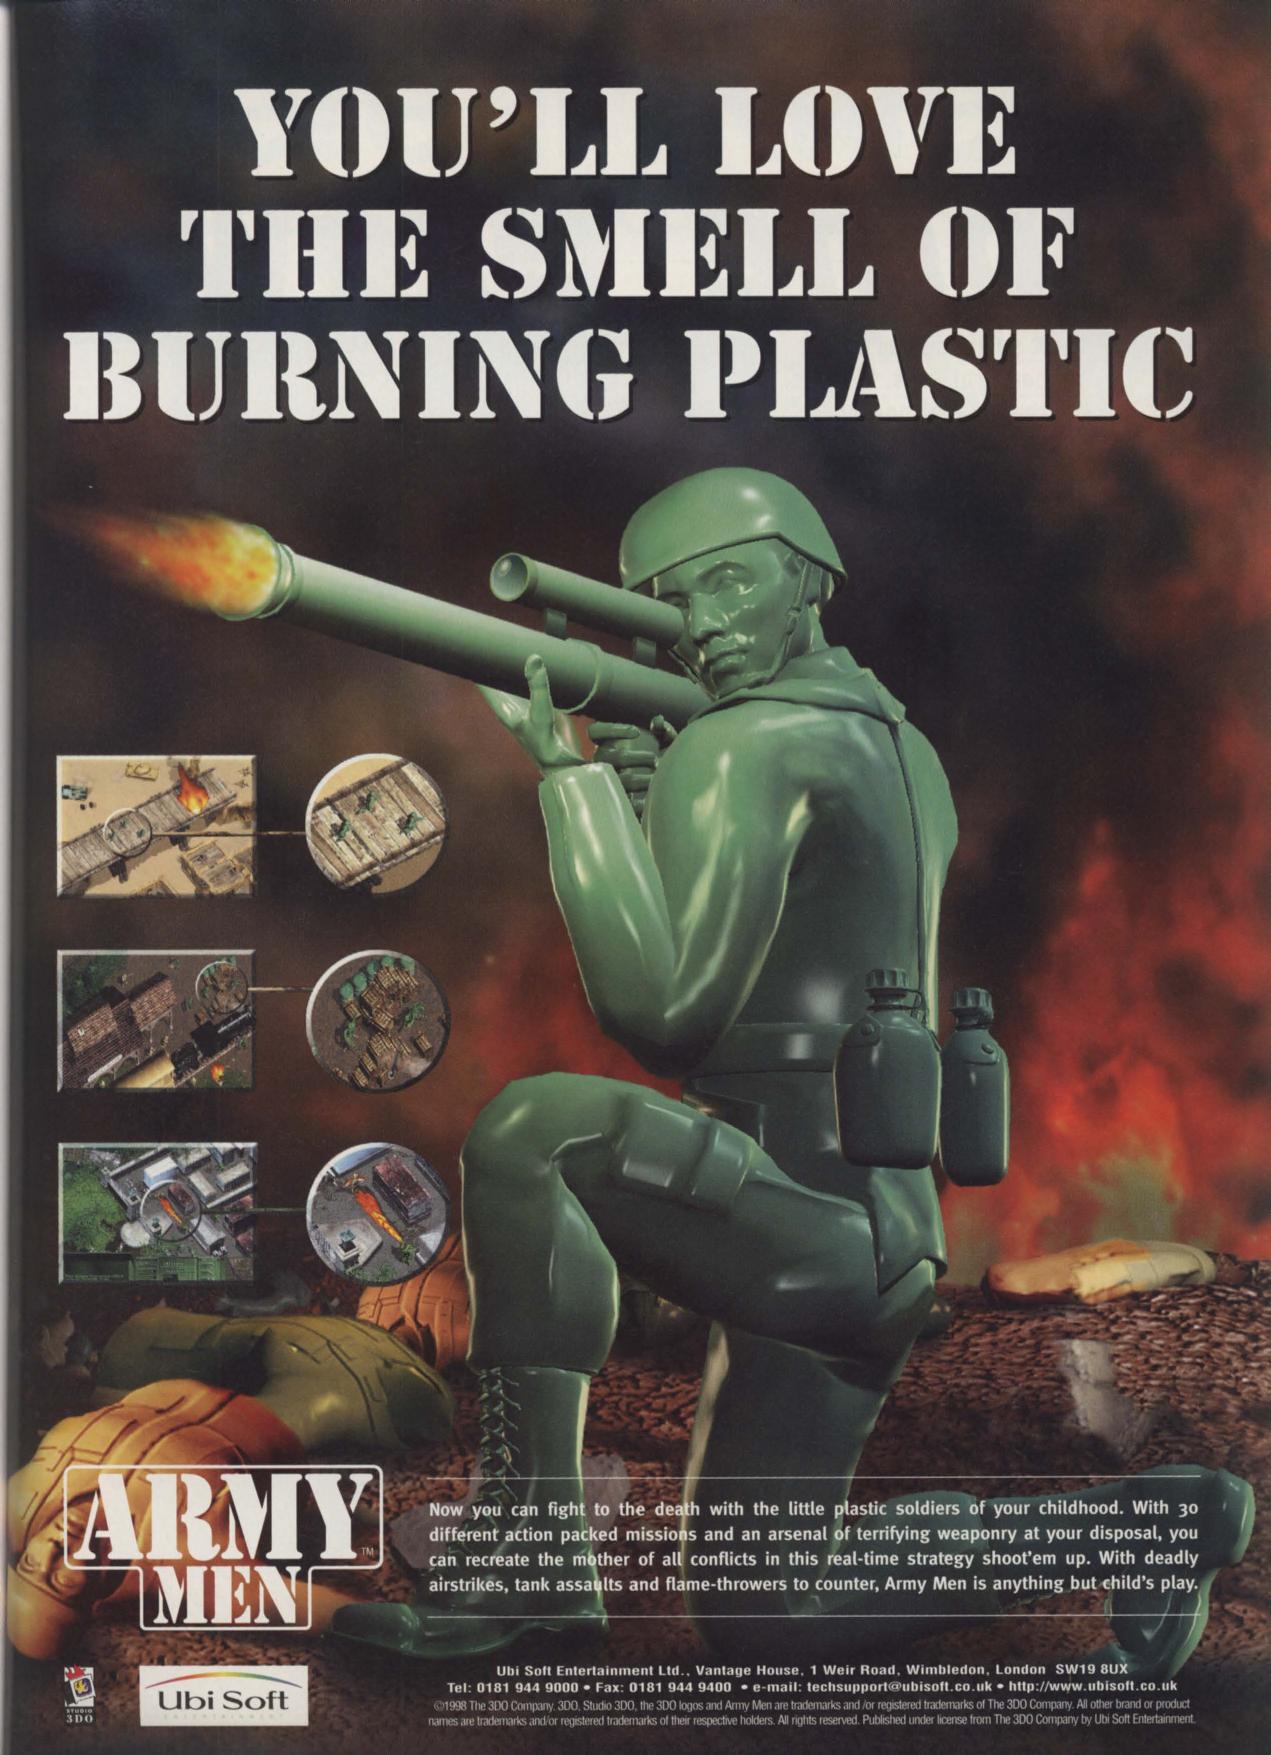 YOU'LL LOVE
THE SMELL OF
BURNING PLASTIC
ARMY
MEN
TM
Now you can fight to the death with the little plastic soldiers of your childhood. With 30
different action packed missions and an arsenal of terrifying weaponry at your disposal, you
can recreate the mother of all conflicts in this real-time strategy shoot'em up. With deadly
airstrikes, tank assaults and flame-throwers to counter, Army Men is anything but child's play.
STUDIO
3DO
Ubi Soft
ENTERTAINMENT
Ubi Soft Entertainment Ltd., Vantage House, 1 Weir Road, Wimbledon, London SW19 8UX
Tel: 0181 944 9000 • Fax: 0181 944 9400 • e-mail: techsupport@ubisoft.co.uk • http://www.ubisoft.co.uk
©1998 The 3DO Company. 3DO, Studio 3DO, the 3DO logos and Army Men are trademarks and /or registered trademarks of The 3DO Company. All other brand or product
names are trademarks and/or registered trademarks of their respective holders. All rights reserved. Published under license from The 3DO Company by Ubi Soft Entertainment.